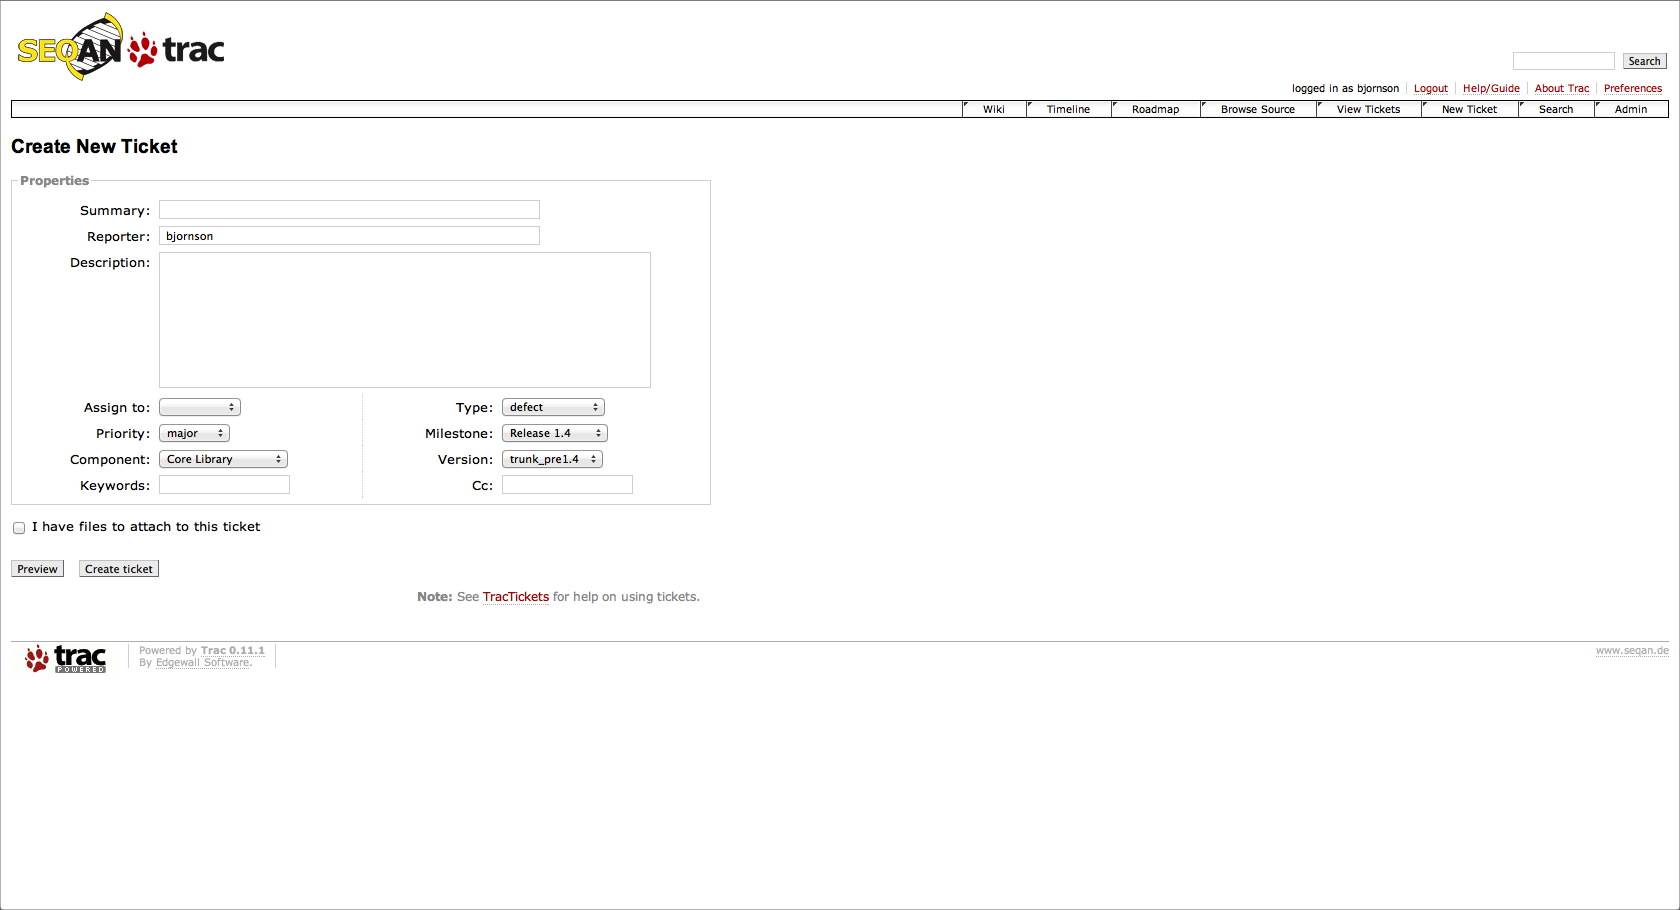 SEQAN trac
Search
logged in as bjornson Logout Help/Guide About Trac Preferences
Wiki Timeline Roadmap Browse Source View Tickets New Ticket Search Admin
Create New Ticket
Properties
Summary:
Reporter: bjornson
Description:
Assign to: Type: defect
Priority: major Milestone: Release 1.4
Component: Core Library Version: trunk_pre1.4
Keywords: Cc:
I have files to attach to this ticket
Preview Create ticket
Note: See TracTickets for help on using tickets.
trac POWERED
Powered by Trac 0.11.1
By Edgewall Software.
www.seqan.de